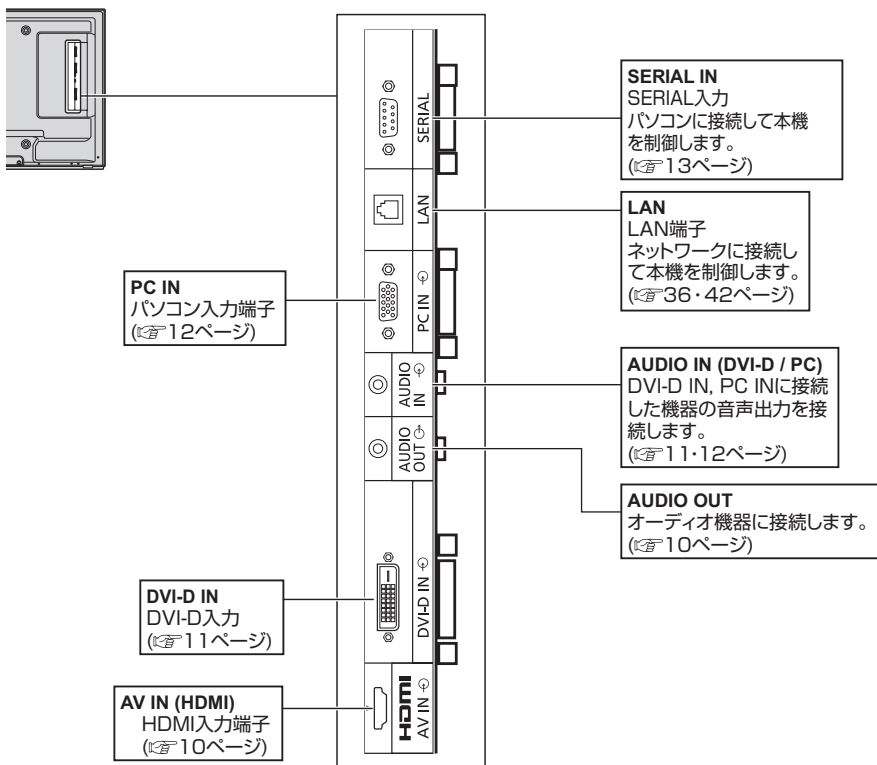 SERIAL
LAN
PC IN
AUDIO
IN
AUDIO
OUT
DVI-D IN
HDMI
AV IN
SERIAL IN
SERIAL入力
パソコンに接続して本機
を制御します。
(☞13ページ)
LAN
LAN端子
ネットワークに接続し
て本機を制御します。
(☞36・42ページ)
PC IN
パソコン入力端子
(☞12ページ)
AUDIO IN (DVI-D / PC)
DVI-D IN, PC INに接続
した機器の音声出力を接
続します。
(☞11・12ページ)
AUDIO OUT
オーディオ機器に接続します。
(☞10ページ)
DVI-D IN
DVI-D入力
(☞11ページ)
AV IN (HDMI)
HDMI入力端子
(☞10ページ)